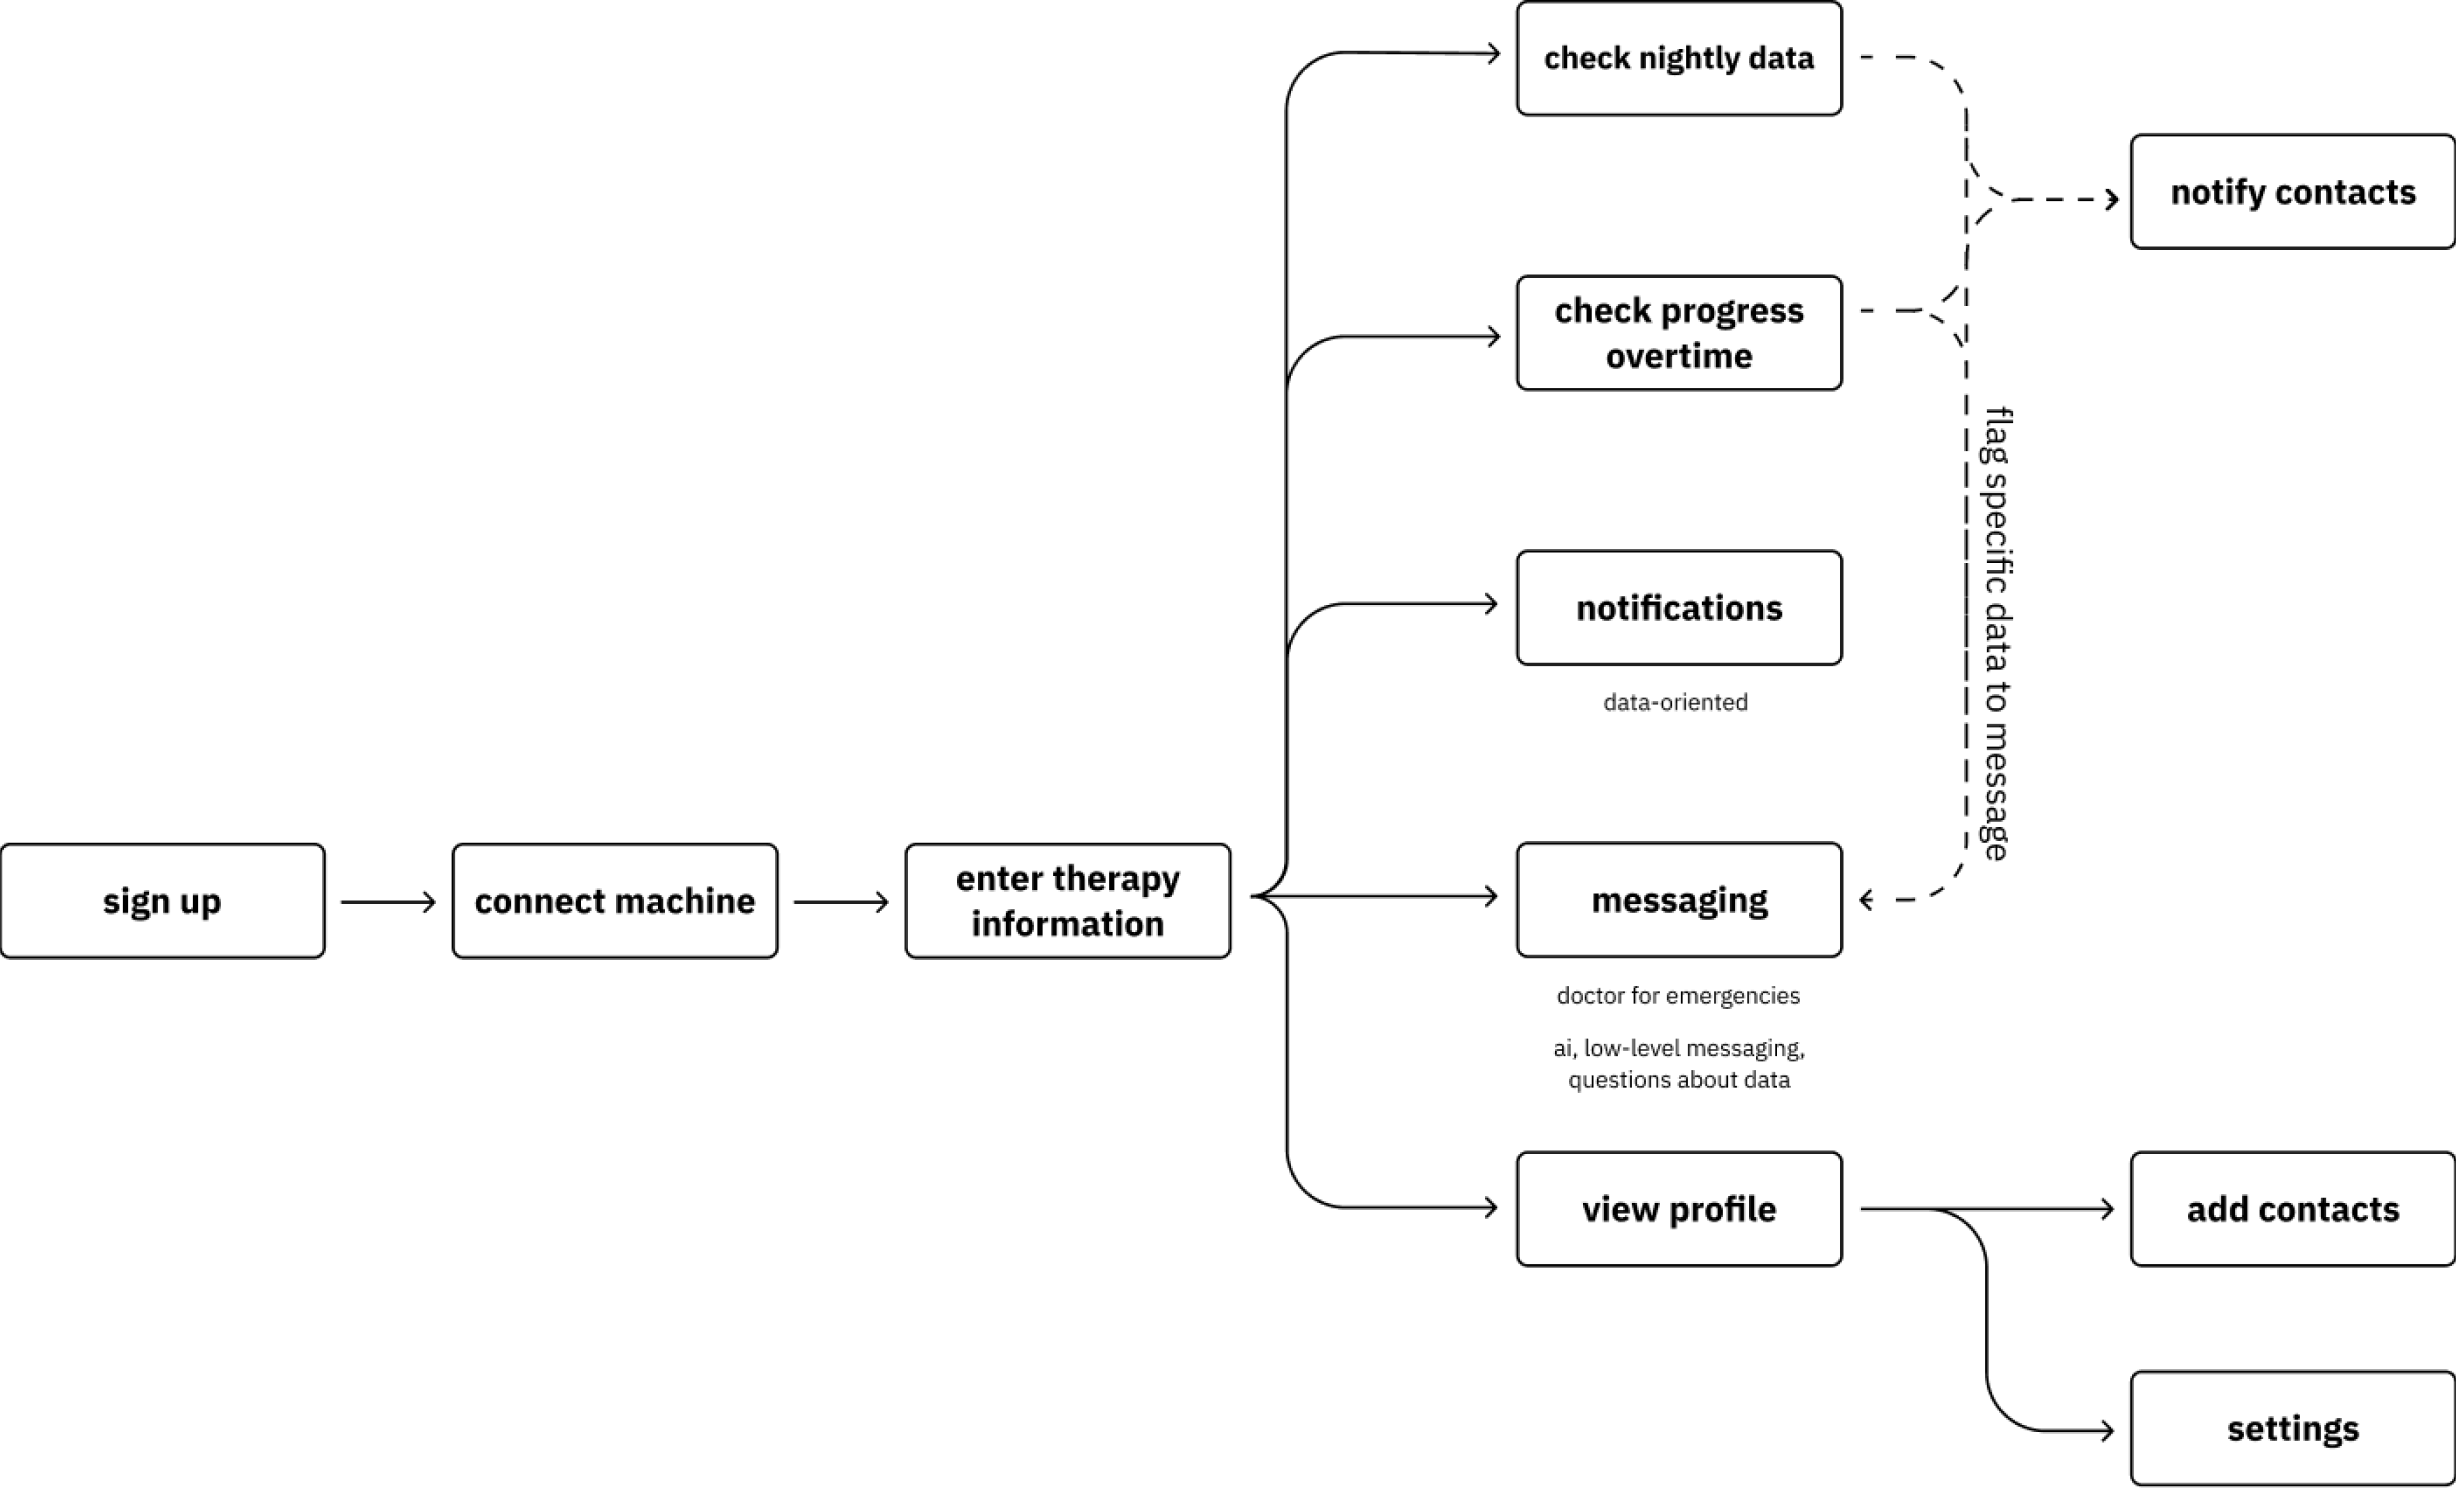 check nightly data
notify contacts
check progress
overtime
flag specific data to message
notifications
data-oriented
sign up
connect machine
enter therapy
information
messaging
doctor for emergencies
ai, low-level messaging,
questions about data
view profile
add contacts
settings